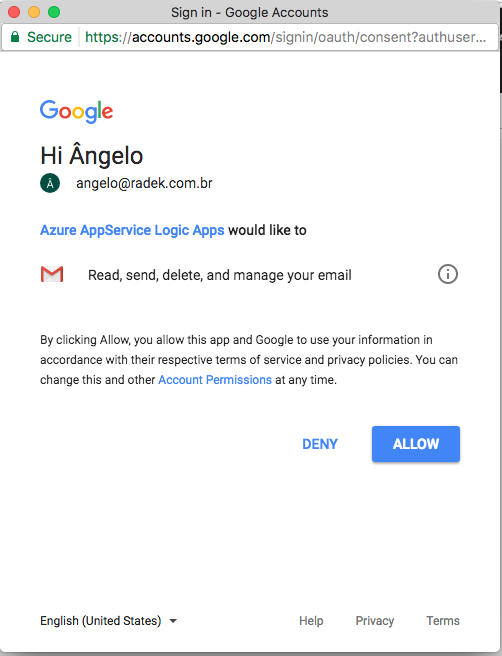 Sign in - Google Accounts
Secure https://accounts.google.com/signin/oauth/consent?authuser...
Google
Hi Ângelo
Â angelo@radek.com.br
Azure AppService Logic Apps would like to
Read, send, delete, and manage your email
By clicking Allow, you allow this app and Google to use your information in
accordance with their respective terms of service and privacy policies. You can
change this and other Account Permissions at any time.
DENY ALLOW
English (United States) Help Privacy Terms